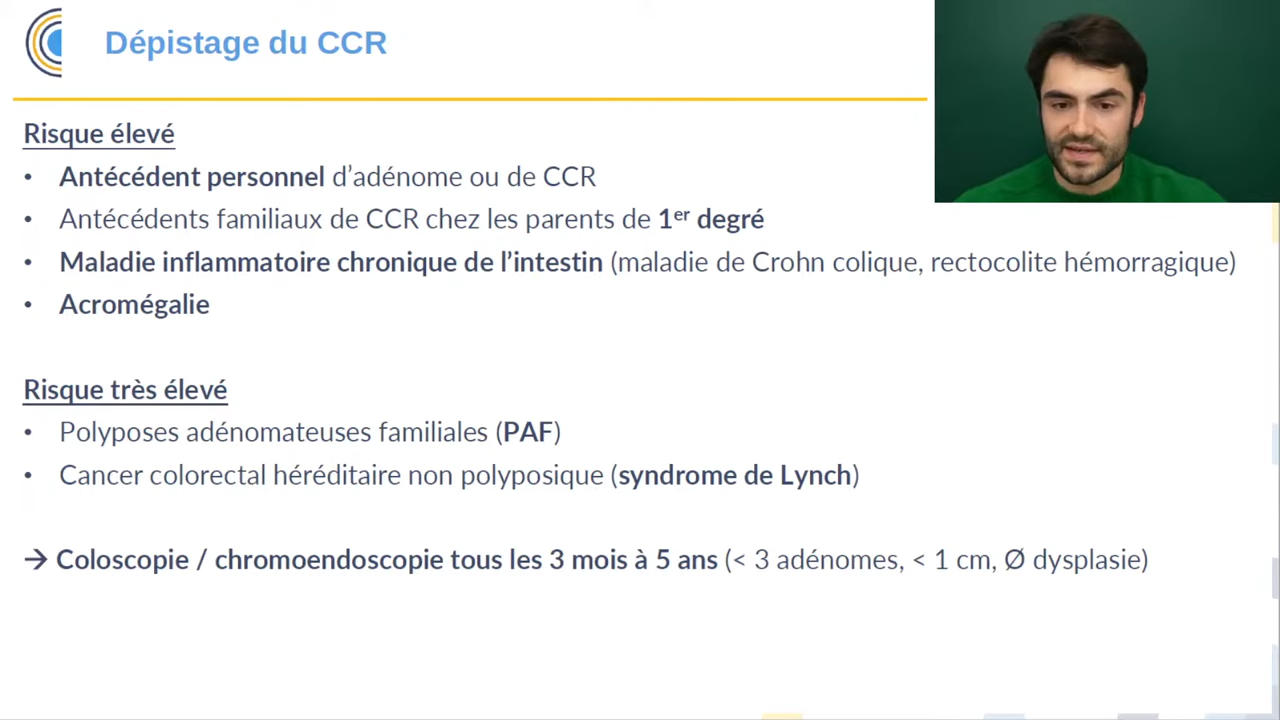 Dépistage du CCR
Risque élevé
• Antécédent personnel d’adénome ou de CCR
• Antécédents familiaux de CCR chez les parents de 1er degré
• Maladie inflammatoire chronique de l’intestin (maladie de Crohn colique, rectocolite hémorragique)
• Acromégalie
Risque très élevé
• Polyposes adénomateuses familiales (PAF)
• Cancer colorectal héréditaire non polyposique (syndrome de Lynch)
→ Coloscopie / chromoendoscopie tous les 3 mois à 5 ans (< 3 adénomes, < 1 cm, Ø dysplasie)